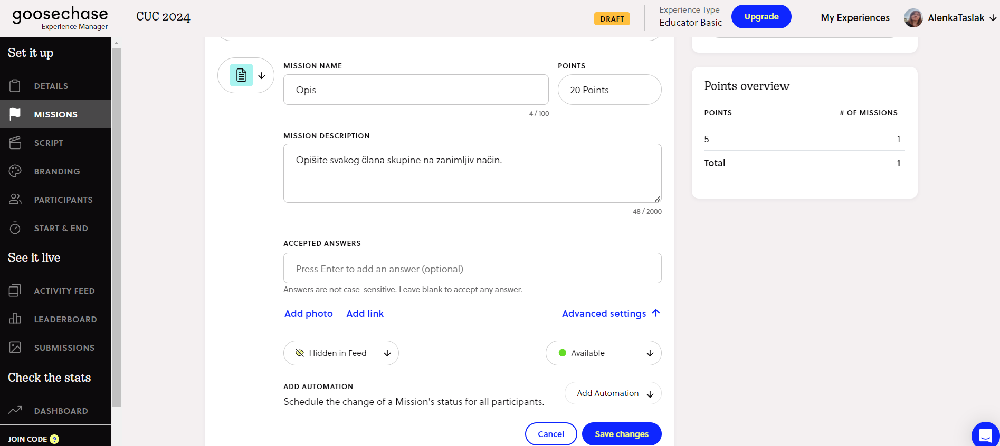 goosechase
Experience Manager
CUC 2024
DRAFT
Experience Type
Educator Basic
Upgrade
My Experiences
AlenkaTaslak
Set it up
DETAILS
MISSIONS
SCRIPT
BRANDING
PARTICIPANTS
START & END
See it live
ACTIVITY FEED
LEADERBOARD
SUBMISSIONS
Check the stats
DASHBOARD
JOIN CODE ?
MISSION NAME
POINTS
Opis
20 Points
4 / 100
MISSION DESCRIPTION
Opišite svakog člana skupine na zanimljiv način.
48 / 2000
ACCEPTED ANSWERS
Press Enter to add an answer (optional)
Answers are not case-sensitive. Leave blank to accept any answer.
Add photo
Add link
Advanced settings
Hidden in Feed
Available
ADD AUTOMATION
Schedule the change of a Mission's status for all participants.
Add Automation
Cancel
Save changes
Points overview
POINTS
# OF MISSIONS
5
1
Total
1